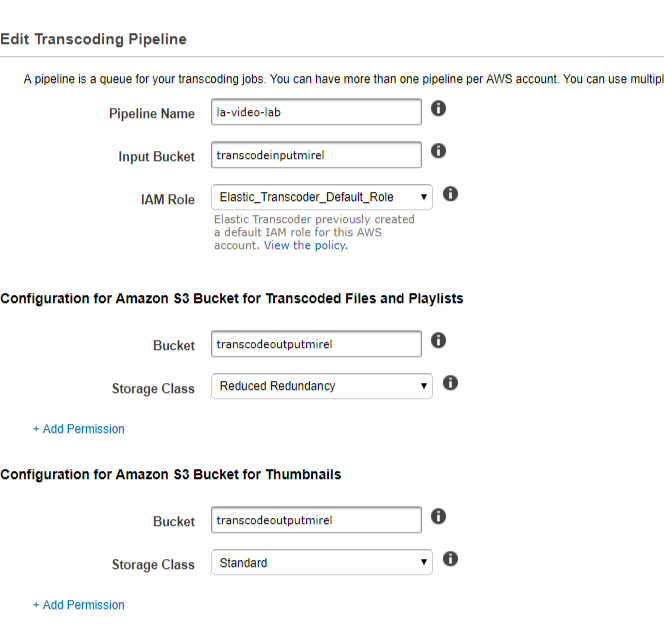 Edit Transcoding Pipeline
A pipeline is a queue for your transcoding jobs. You can have more than one pipeline per AWS account. You can use multipl
Pipeline Name la-video-lab
Input Bucket transcodeinputmirel
IAM Role Elastic_Transcoder_Default_Role
Elastic Transcoder previously created
a default IAM role for this AWS
account. View the policy.
Configuration for Amazon S3 Bucket for Transcoded Files and Playlists
Bucket transcodeoutputmirel
Storage Class Reduced Redundancy
+ Add Permission
Configuration for Amazon S3 Bucket for Thumbnails
Bucket transcodeoutputmirel
Storage Class Standard
+ Add Permission